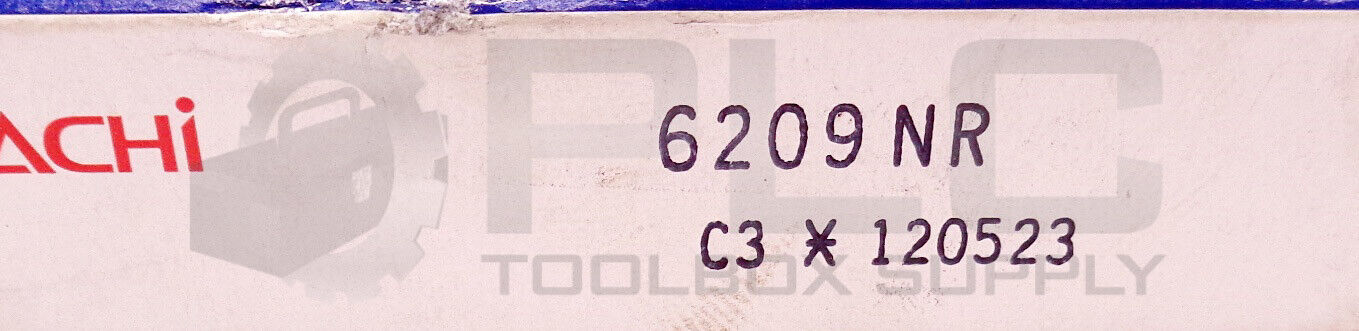 ACHi
6209 NR
C3 * 120523
PLC
TOOLBOX SUPPLY